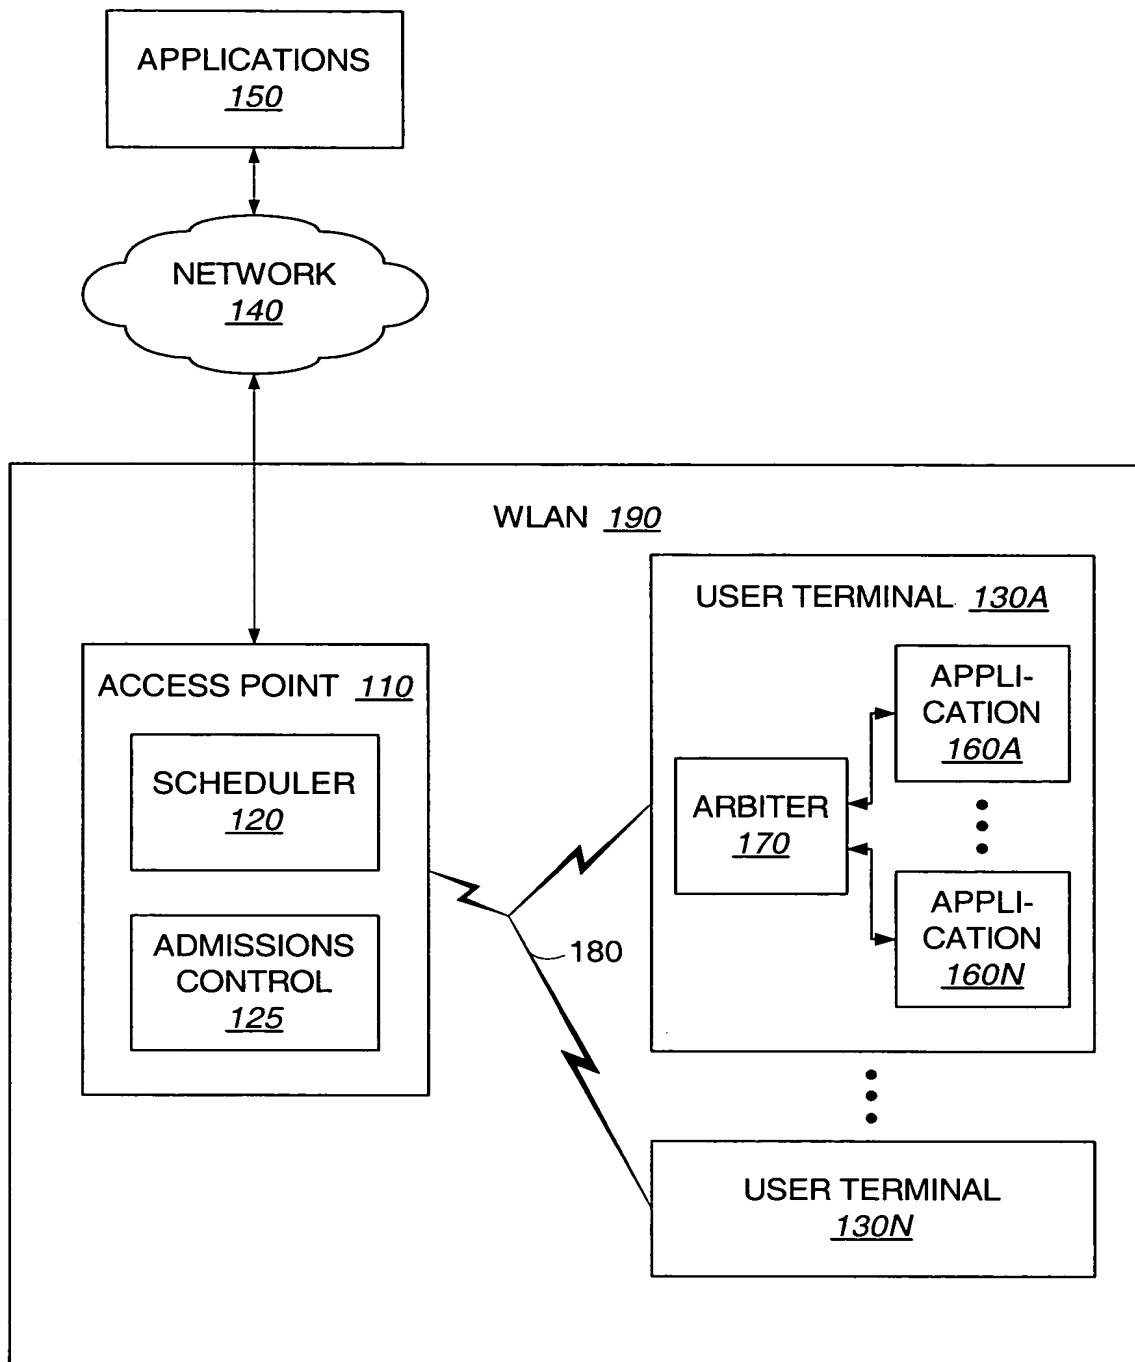 APPLICATIONS
150
NETWORK
140
WLAN 190
ACCESS POINT 110
SCHEDULER
120
ADMISSIONS
CONTROL
125
180
USER TERMINAL 130A
ARBITER
170
APPLI-
CATION
160A
APPLI-
CATION
160N
USER TERMINAL
130N